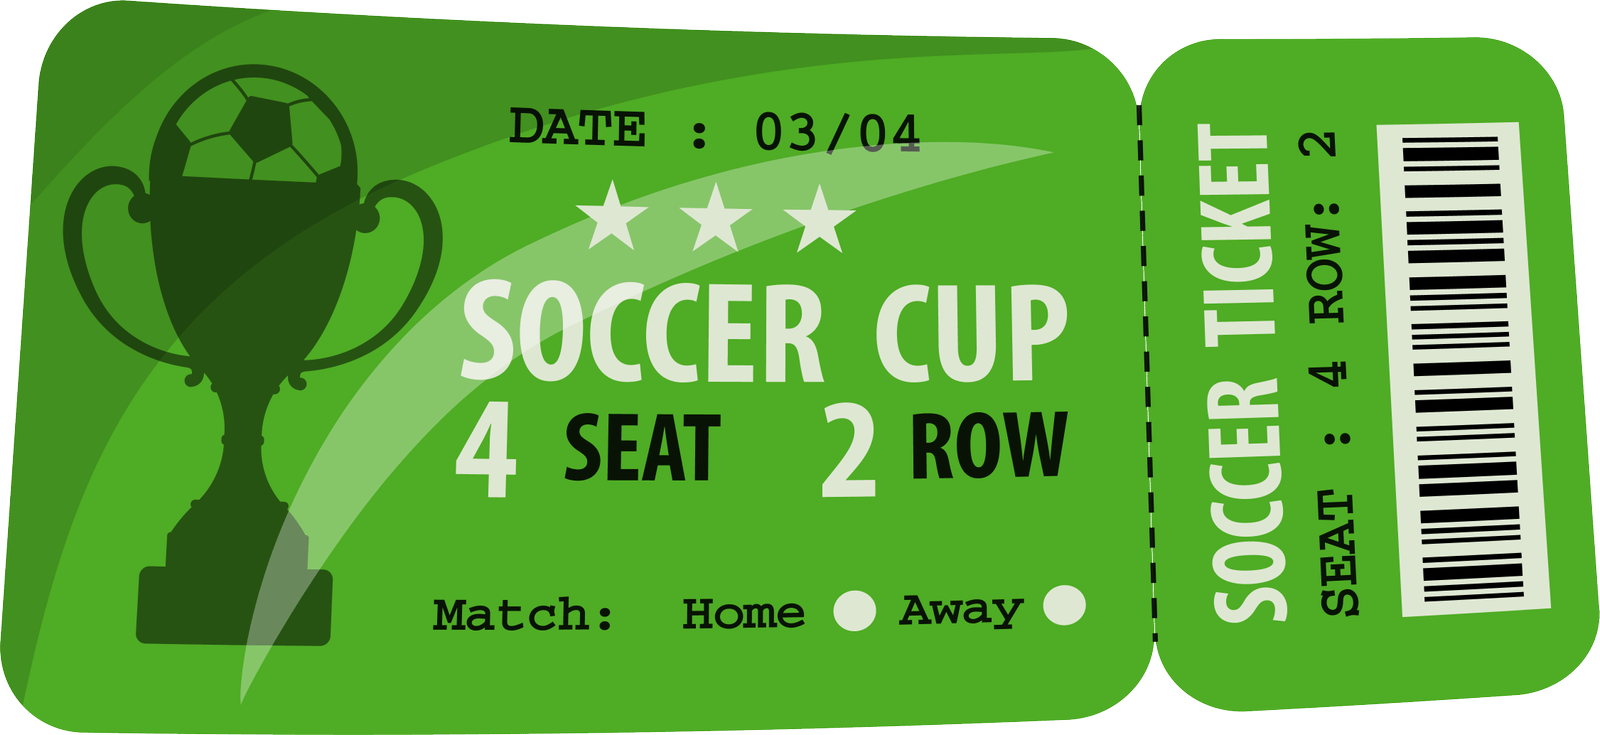 DATE : 03/04
SOCCER CUP
4 SEAT 2 ROW
Match: Home Away
SOCCER TICKET
SEAT : 4 ROW: 2